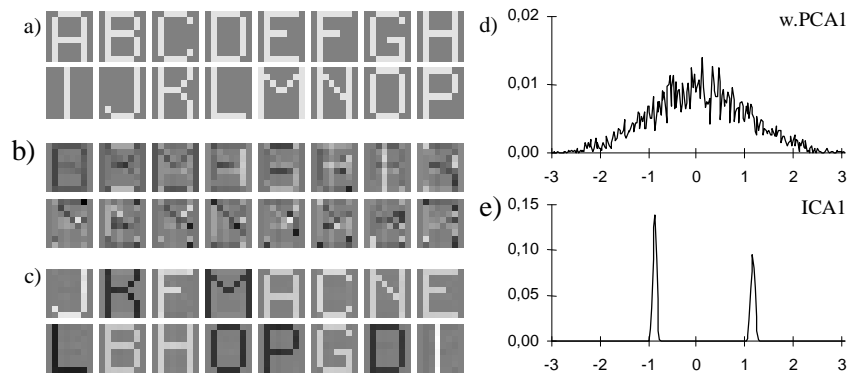 a)
A B C D E F G H
I J K L M N O P
b)
c)
J K F M A C N E
L B H O P G D I
d)
w.PCA1
0,02
0,01
0,00
-3 -2 -1 0 1 2 3
e)
ICA1
0,15
0,10
0,05
0,00
-3 -2 -1 0 1 2 3